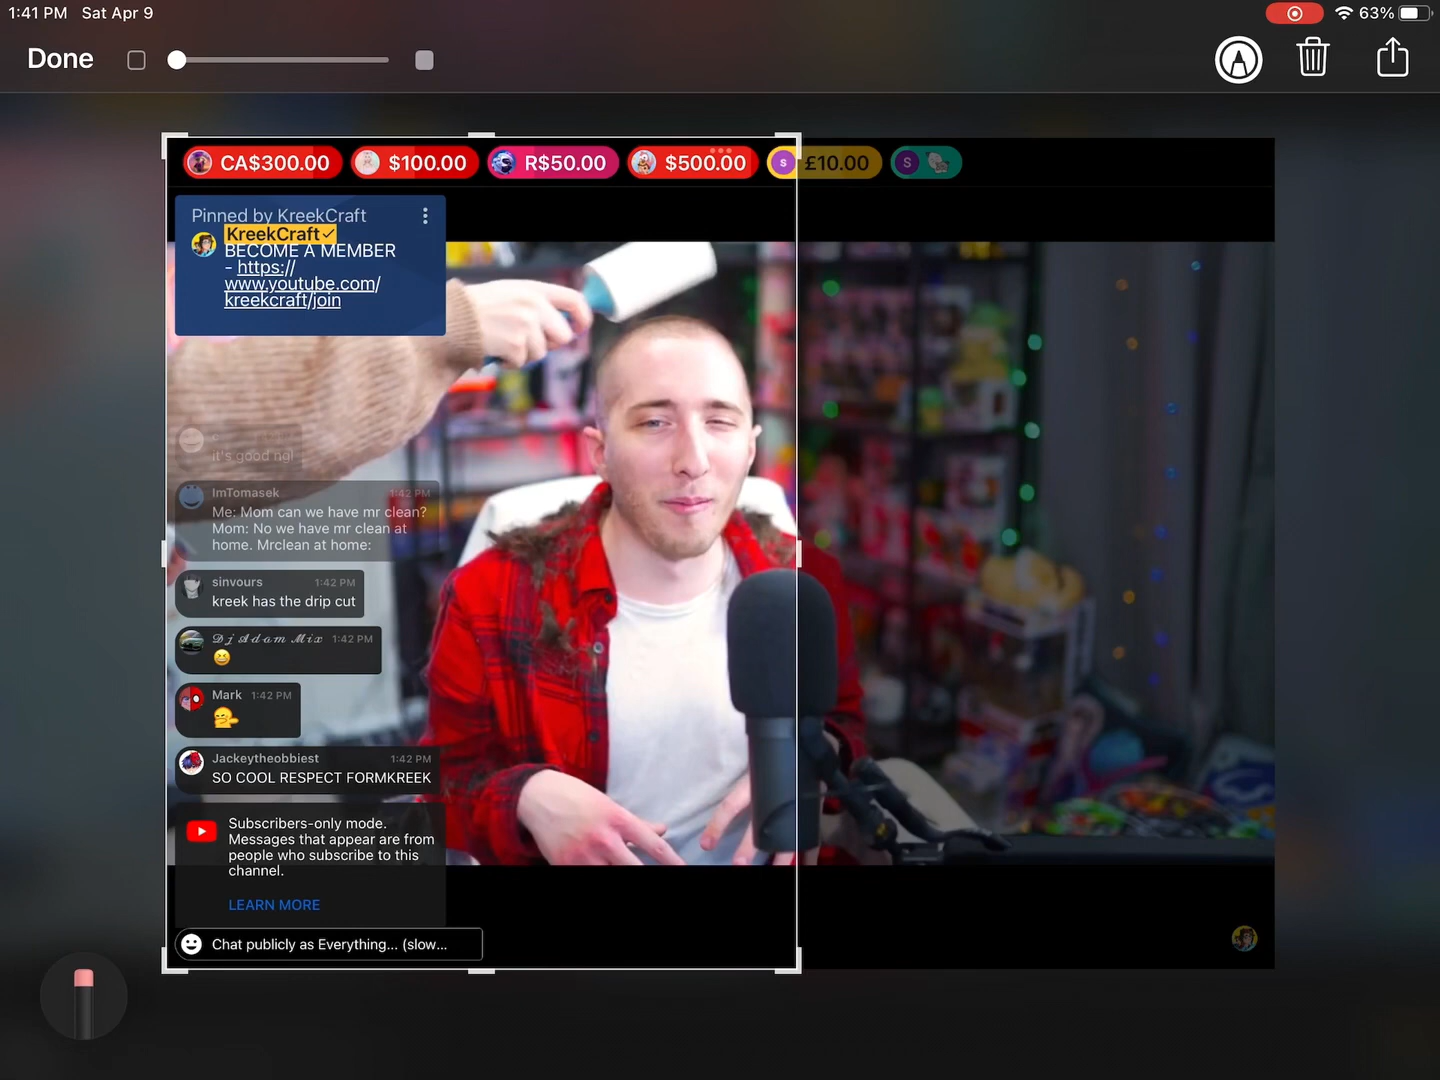 1:41 PM Sat Apr 9
63%
Done
CA$300.00 $100.00 R$50.00 $500.00 £10.00
S S
Pinned by KreekCraft
KreekCraft
BECOME A MEMBER
- https://
www.youtube.com/
kreekcraft/join
it's good ngl
ImTomasek 1:42 PM
Me: Mom can we have mr clean?
Mom: No we have mr clean at
home. Mrclean at home:
sinvours 1:42 PM
kreek has the drip cut
𝒟𝒿 𝒜𝒹𝒶𝓂 ℳ𝒾𝓍 1:42 PM
😆
Mark 1:42 PM
Jackeytheobbiest 1:42 PM
SO COOL RESPECT FORMKREEK
Subscribers-only mode.
Messages that appear are from
people who subscribe to this
channel.
LEARN MORE
Chat publicly as Everything... (slow...